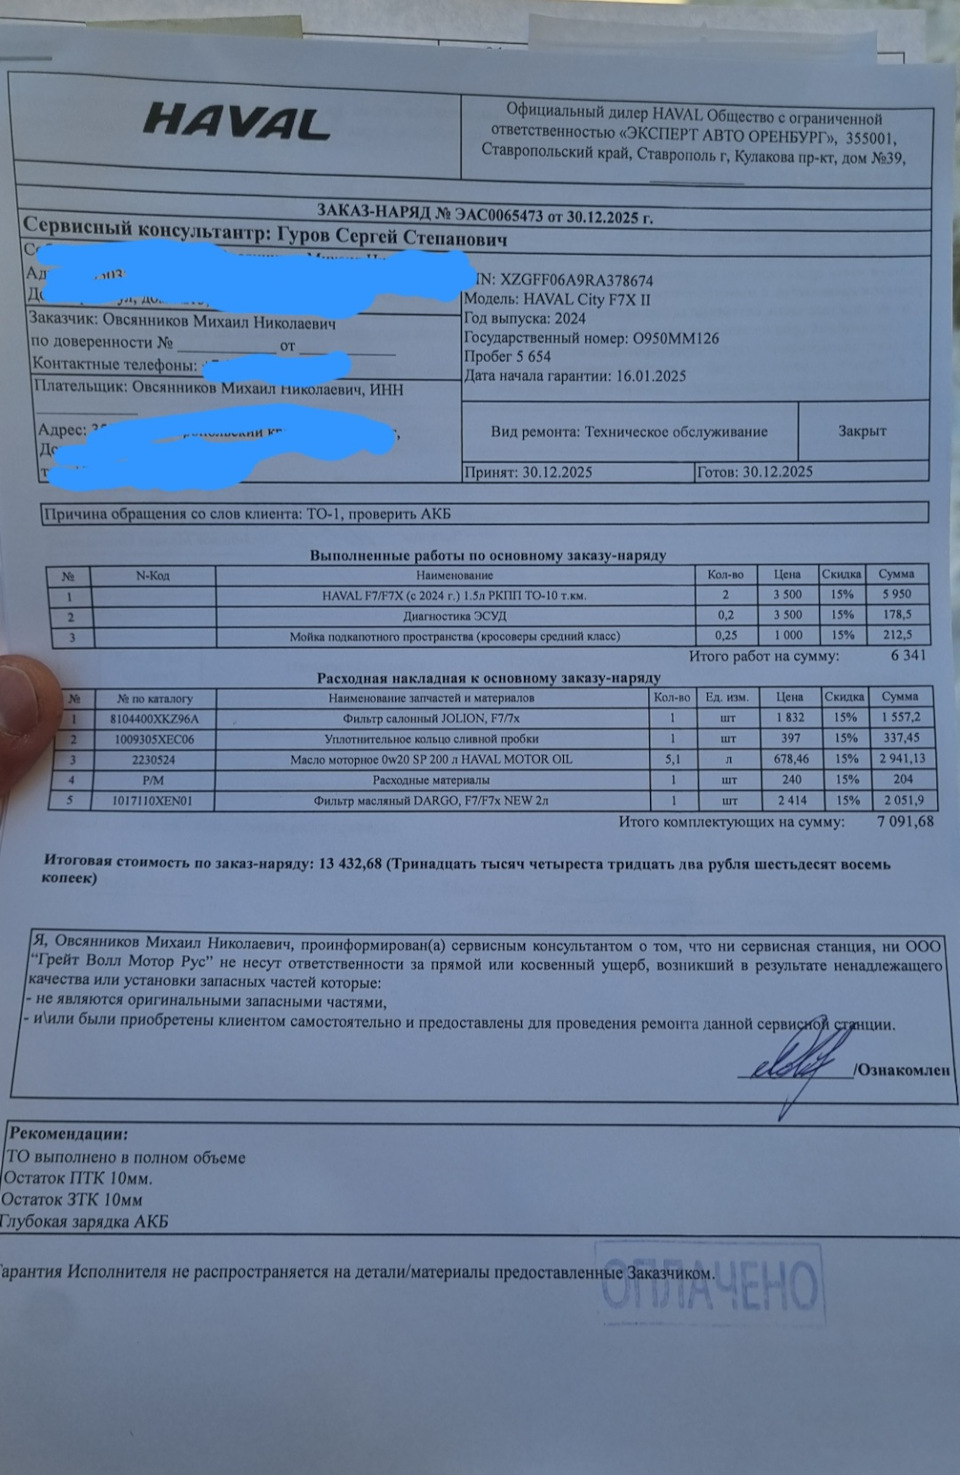 HAVAL
Официальный дилер HAVAL Общество с ограниченной
ответственностью «ЭКСПЕРТ АВТО ОРЕНБУРГ», 355001,
Ставропольский край, Ставрополь г, Кулакова пр-кт, дом №39,
ЗАКАЗ-НАРЯД № ЭАС0065473 от 30.12.2025 г.
Сервисный консультантр: Гуров Сергей Степанович
Ад
До
Заказчик: Овсянников Михаил Николаевич
по доверенности № ____________ от ____________
Контактные телефоны:
Плательщик: Овсянников Михаил Николаевич, ИНН
Адрес:
IN: XZGFF06A9RA378674
Модель: HAVAL City F7X II
Год выпуска: 2024
Государственный номер: О950ММ126
Пробег 5 654
Дата начала гарантии: 16.01.2025
Вид ремонта: Техническое обслуживание Закрыт
Принят: 30.12.2025 Готов: 30.12.2025
Причина обращения со слов клиента: ТО-1, проверить АКБ
Выполненные работы по основному заказу-наряду
№ N-Код Наименование Кол-во Цена Скидка Сумма
1 HAVAL F7/F7X (с 2024 г.) 1.5л РКПП ТО-10 т.км. 2 3 500 15% 5 950
2 Диагностика ЭСУД 0,2 3 500 15% 178,5
3 Мойка подкапотного пространства (кросоверы средний класс) 0,25 1 000 15% 212,5
Итого работ на сумму: 6 341
Расходная накладная к основному заказу-наряду
№ № по каталогу Наименование запчастей и материалов Кол-во Ед. изм. Цена Скидка Сумма
1 8104400XKZ96A Фильтр салонный JOLION, F7/7x 1 шт 1 832 15% 1 557,2
2 1009305XEC06 Уплотнительное кольцо сливной пробки 1 шт 397 15% 337,45
3 2230524 Масло моторное 0w20 SP 200 л HAVAL MOTOR OIL 5,1 л 678,46 15% 2 941,13
4 Р/М Расходные материалы 1 шт 240 15% 204
5 1017110XEN01 Фильтр масляный DARGO, F7/F7x NEW 2л 1 шт 2 414 15% 2 051,9
Итого комплектующих на сумму: 7 091,68
Итоговая стоимость по заказ-наряду: 13 432,68 (Тринадцать тысяч четыреста тридцать два рубля шестьдесят восемь
копеек)
Я, Овсянников Михаил Николаевич, проинформирован(а) сервисным консультантом о том, что ни сервисная станция, ни ООО
“Грейт Волл Мотор Рус” не несут ответственности за прямой или косвенный ущерб, возникший в результате ненадлежащего
качества или установки запасных частей которые:
- не являются оригинальными запасными частями,
- и\или были приобретены клиентом самостоятельно и предоставлены для проведения ремонта данной сервисной станции.
/Ознакомлен
Рекомендации:
ТО выполнено в полном объеме
Остаток ПТК 10мм.
Остаток ЗТК 10мм
Глубокая зарядка АКБ
Гарантия Исполнителя не распространяется на детали/материалы предоставленные Заказчиком.
ОПЛАЧЕНО